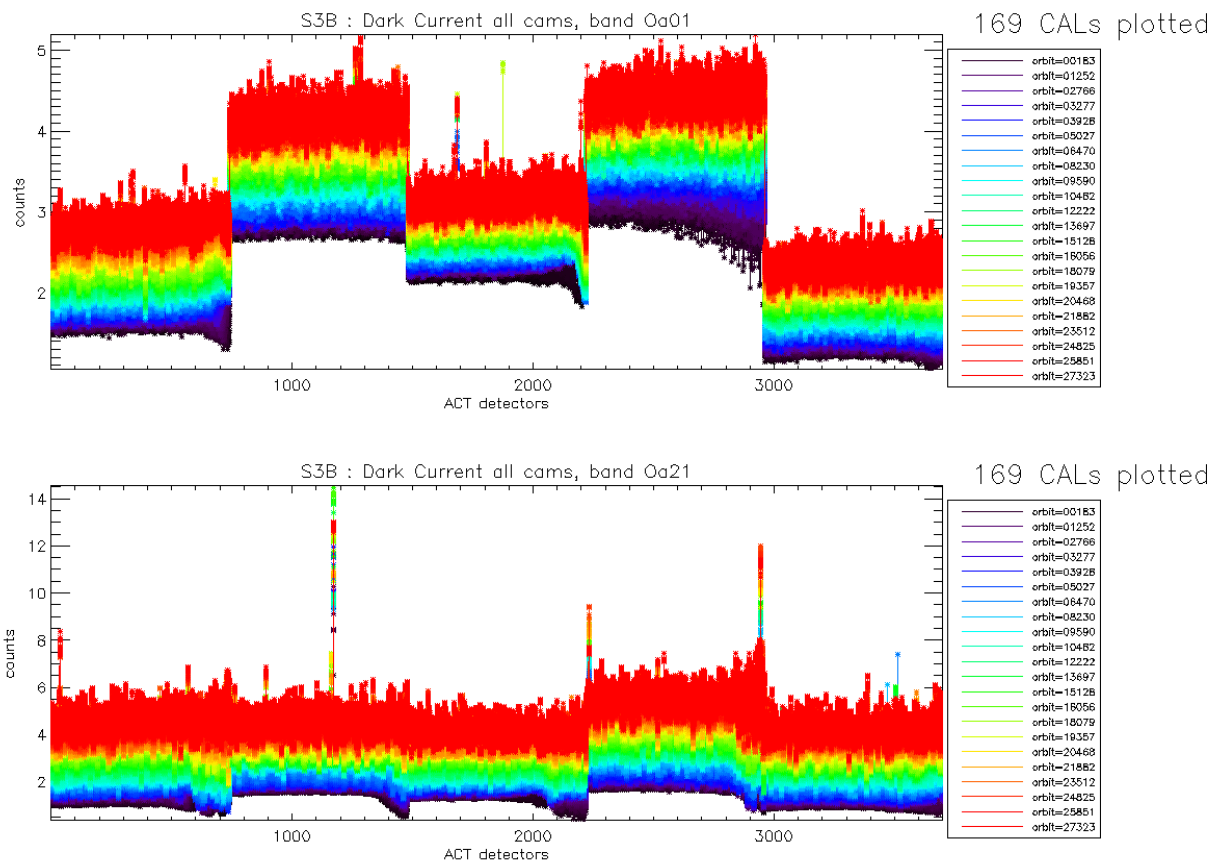 S3B : Dark Current all cams, band Oa01
169 CALs plotted
5
4
3
2
counts
1000
2000
3000
ACT detectors
orbit=00183
orbit=01252
orbit=02766
orbit=03277
orbit=03928
orbit=05027
orbit=06470
orbit=08230
orbit=09590
orbit=10482
orbit=12222
orbit=13697
orbit=15128
orbit=16056
orbit=18079
orbit=19357
orbit=20468
orbit=21882
orbit=23512
orbit=24825
orbit=25851
orbit=27323
S3B : Dark Current all cams, band Oa21
169 CALs plotted
14
12
10
8
6
4
2
counts
1000
2000
3000
ACT detectors
orbit=00183
orbit=01252
orbit=02766
orbit=03277
orbit=03928
orbit=05027
orbit=06470
orbit=08230
orbit=09590
orbit=10482
orbit=12222
orbit=13697
orbit=15128
orbit=16056
orbit=18079
orbit=19357
orbit=20468
orbit=21882
orbit=23512
orbit=24825
orbit=25851
orbit=27323